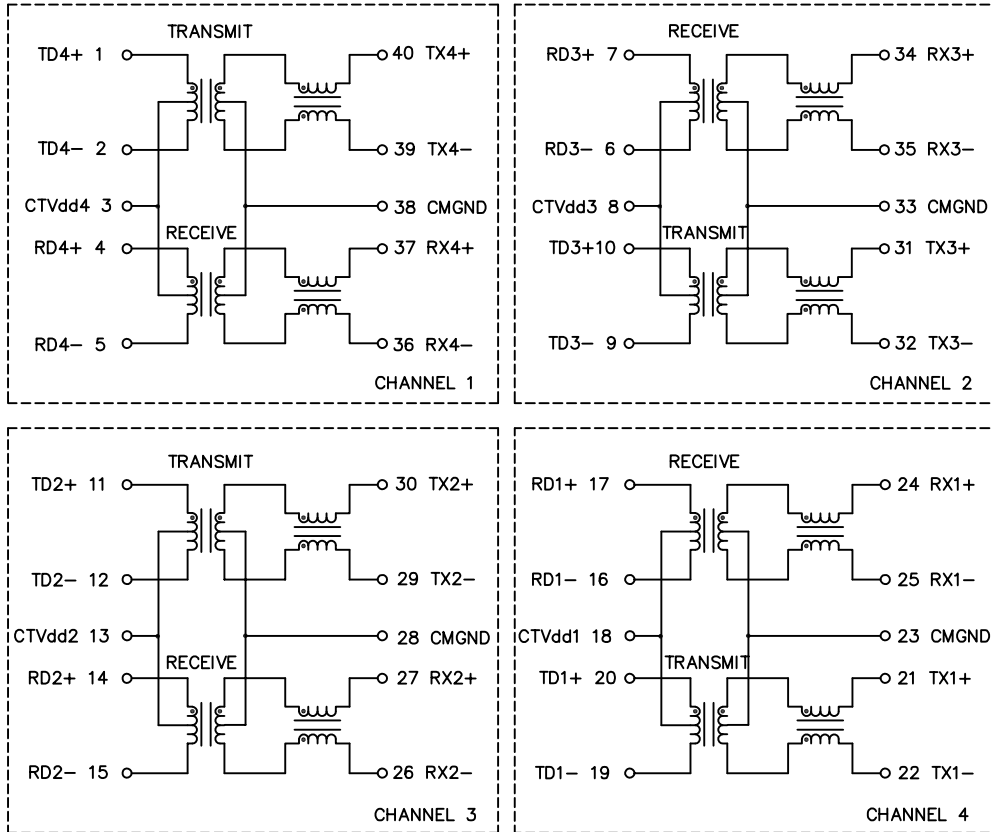 TRANSMIT
TD4+ 1
40 TX4+
TD4- 2
39 TX4-
CTVdd4 3
38 CMGND
RECEIVE
RD4+ 4
37 RX4+
RD4- 5
36 RX4-
CHANNEL 1
RECEIVE
RD3+ 7
34 RX3+
RD3- 6
35 RX3-
CTVdd3 8
33 CMGND
TRANSMIT
TD3+10
31 TX3+
TD3- 9
32 TX3-
CHANNEL 2
TRANSMIT
TD2+ 11
30 TX2+
TD2- 12
29 TX2-
CTVdd2 13
28 CMGND
RECEIVE
RD2+ 14
27 RX2+
RD2- 15
26 RX2-
CHANNEL 3
RECEIVE
RD1+ 17
24 RX1+
RD1- 16
25 RX1-
CTVdd1 18
23 CMGND
TRANSMIT
TD1+ 20
21 TX1+
TD1- 19
22 TX1-
CHANNEL 4